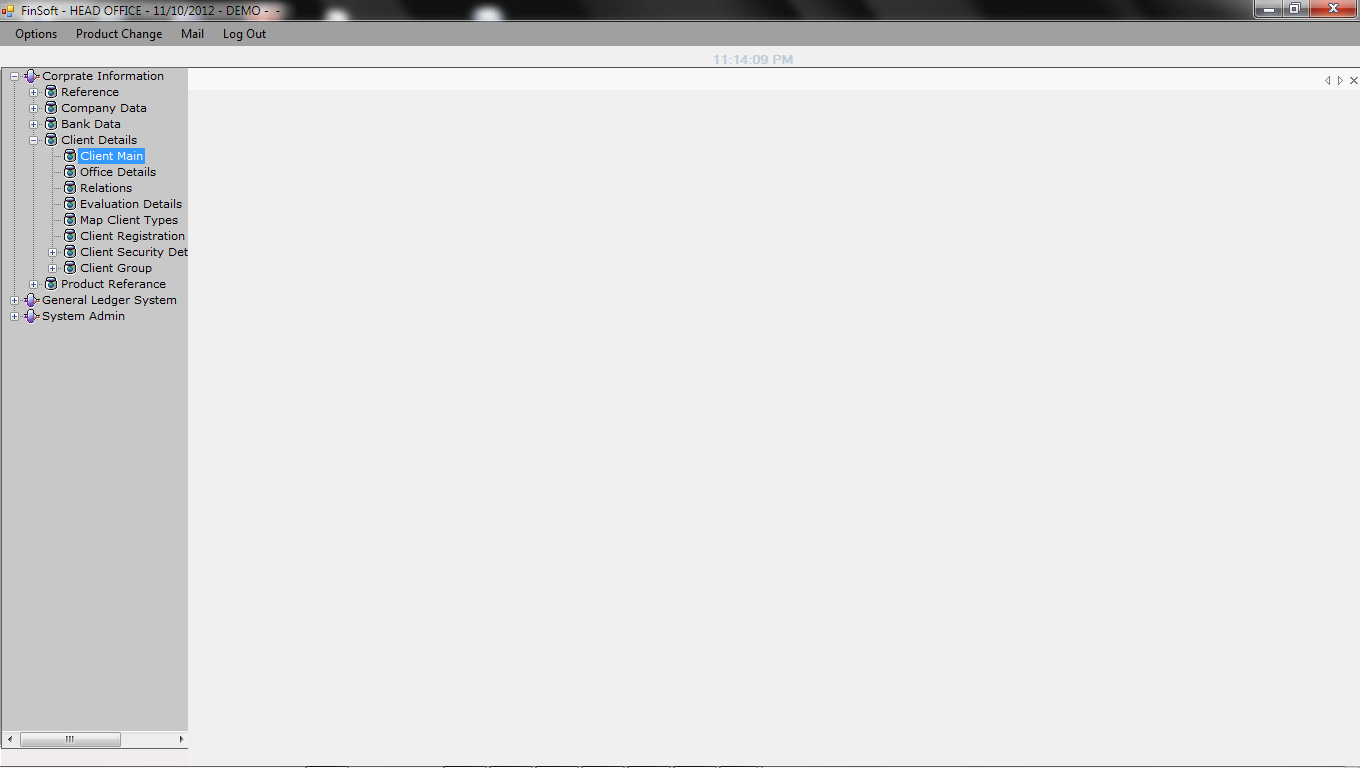 FinSoft - HEAD OFFICE - 11/10/2012 - DEMO - -
Options Product Change Mail Log Out
11:14:09 PM
Corprate Information
Reference
Company Data
Bank Data
Client Details
Client Main
Office Details
Relations
Evaluation Details
Map Client Types
Client Registration
Client Security Det
Client Group
Product Referance
General Ledger System
System Admin